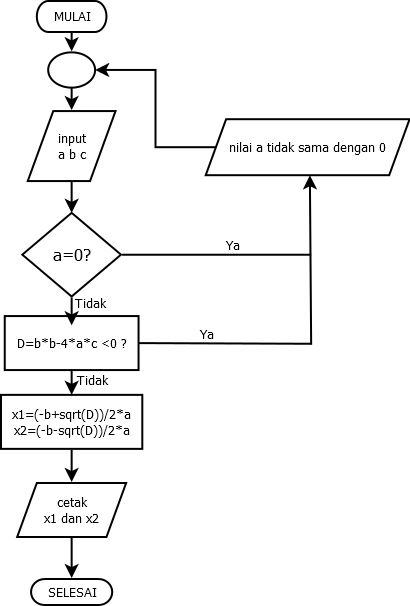 MULAI
input
a b c
nilai a tidak sama dengan 0
a=0?
Ya
Tidak
D=b*b-4*a*c <0 ?
Ya
Tidak
x1=(-b+sqrt(D))/2*a
x2=(-b-sqrt(D))/2*a
cetak
x1 dan x2
SELESAI